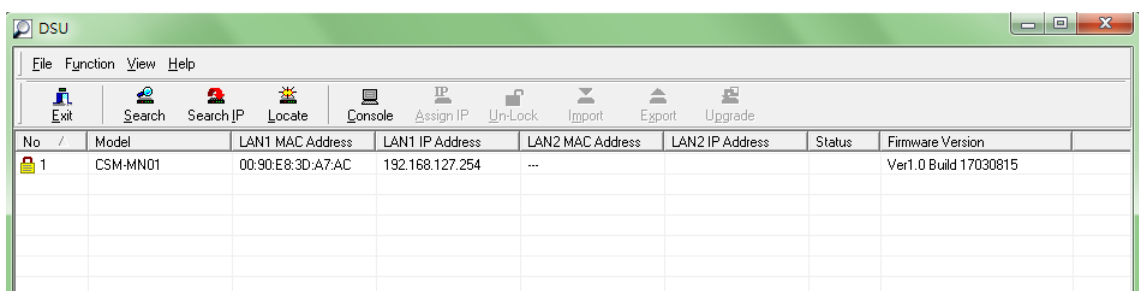 DSU
File Function View Help
Exit Search Search IP Locate Console Assign IP Un-Lock Import Export Upgrade
No Model LAN1 MAC Address LAN1 IP Address LAN2 MAC Address LAN2 IP Address Status Firmware Version
1 CSM-MN01 00:90:E8:3D:A7:AC 192.168.127.254 --- Ver1.0 Build 17030815